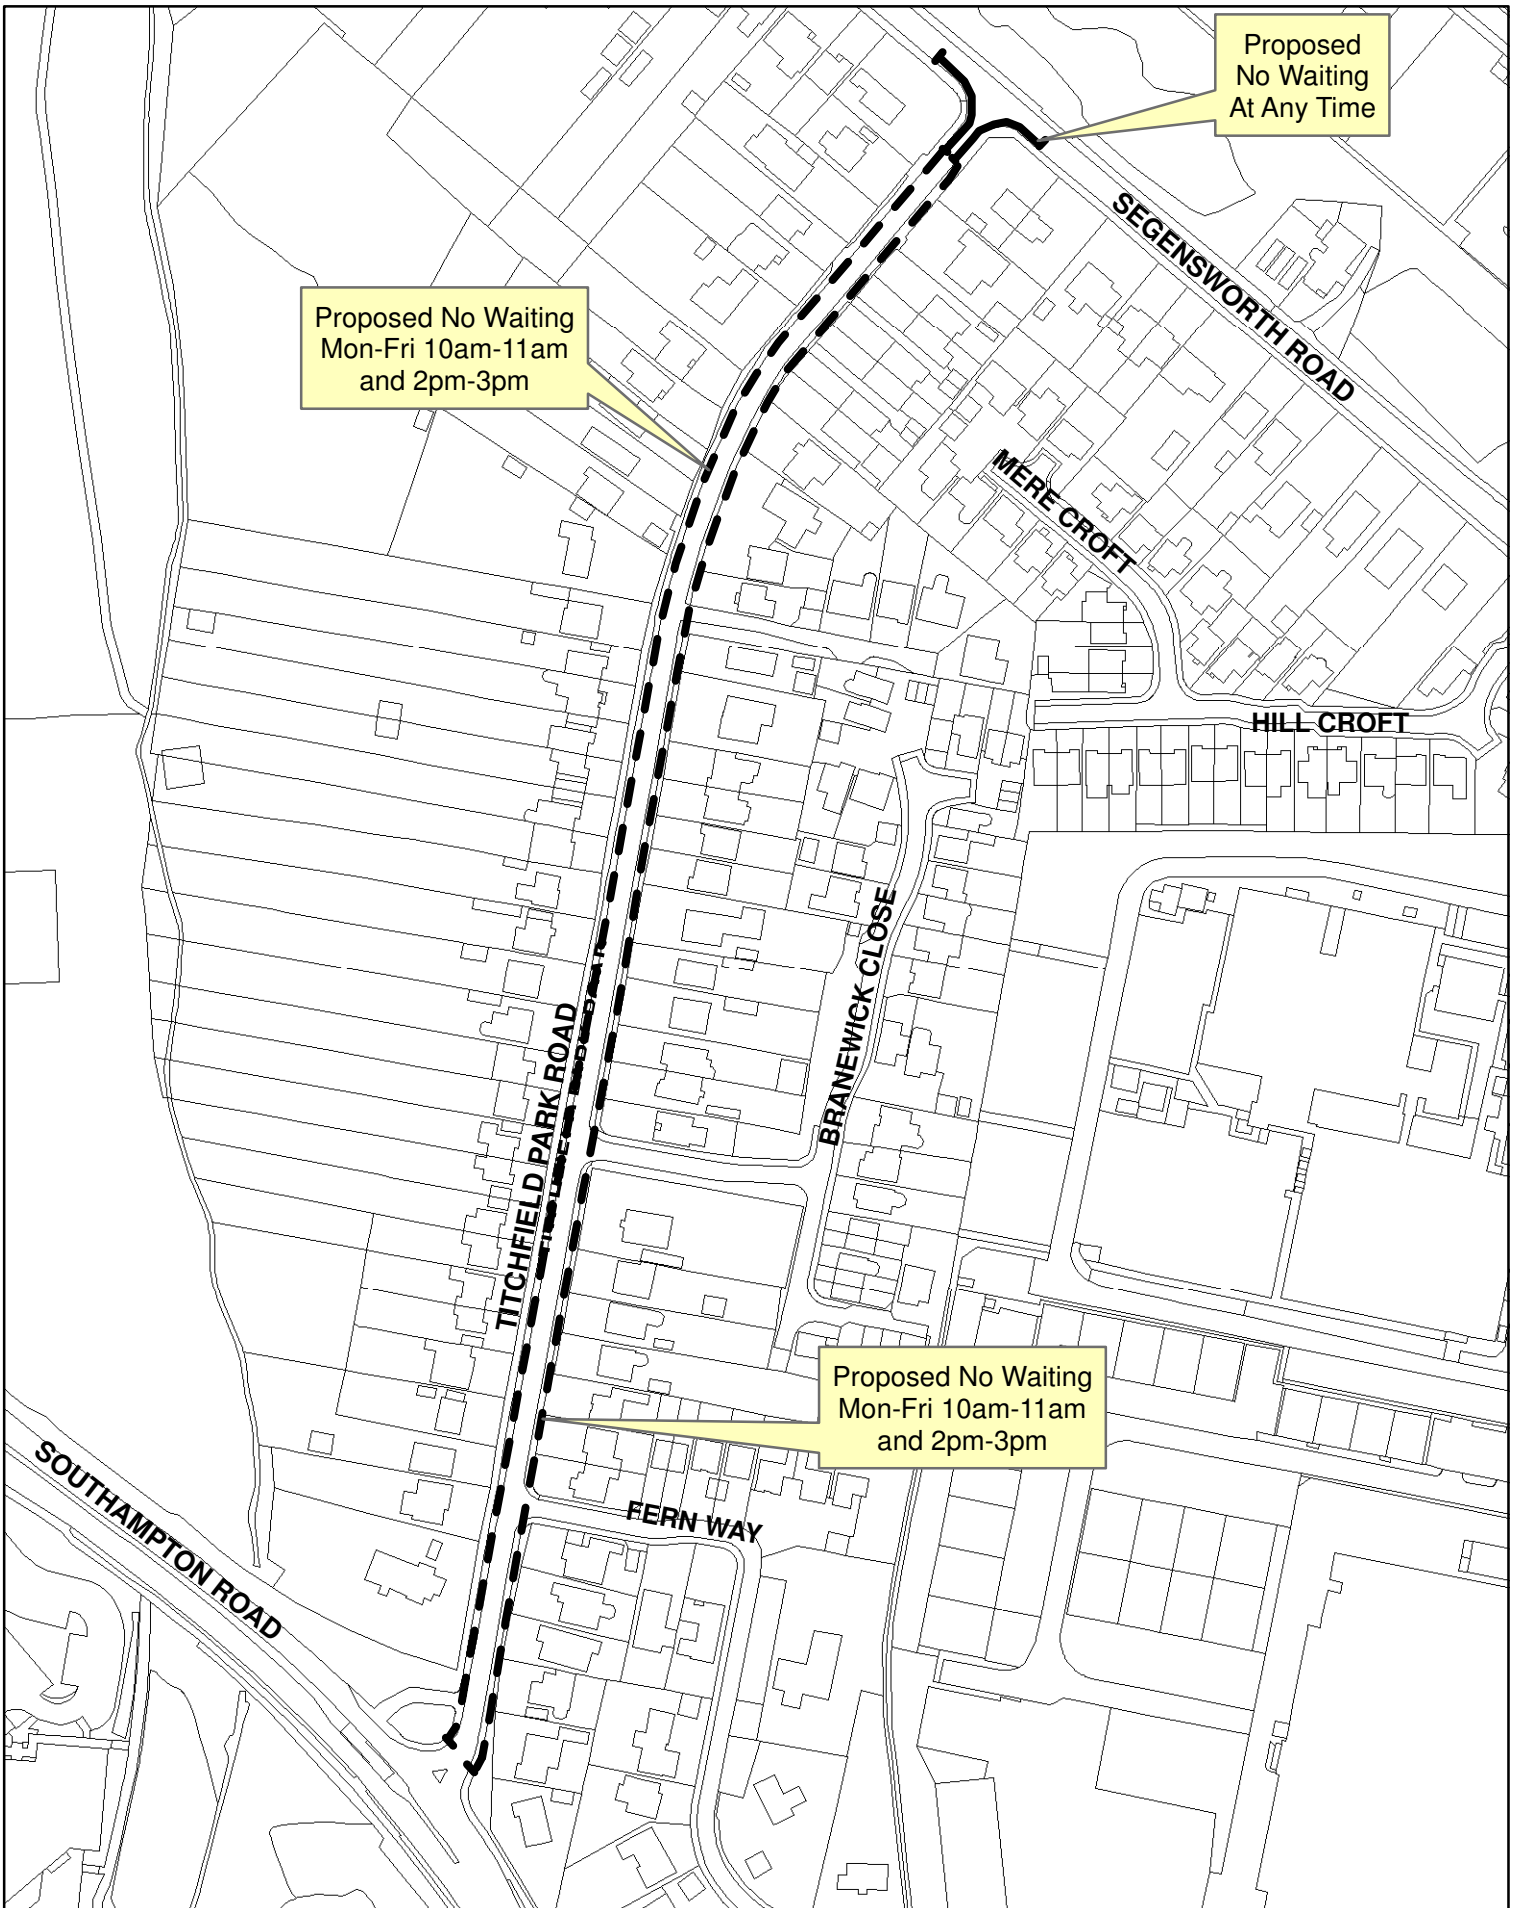 Proposed
No Waiting
At Any Time
SEGENSWORTH ROAD
Proposed No Waiting
Mon-Fri 10am-11am
and 2pm-3pm
MERE CROFT
HILL CROFT
BRANEWICK CLOSE
TITCHFIELD PARK ROAD
Proposed No Waiting
Mon-Fri 10am-11am
and 2pm-3pm
FERN WAY
SOUTHAMPTON ROAD